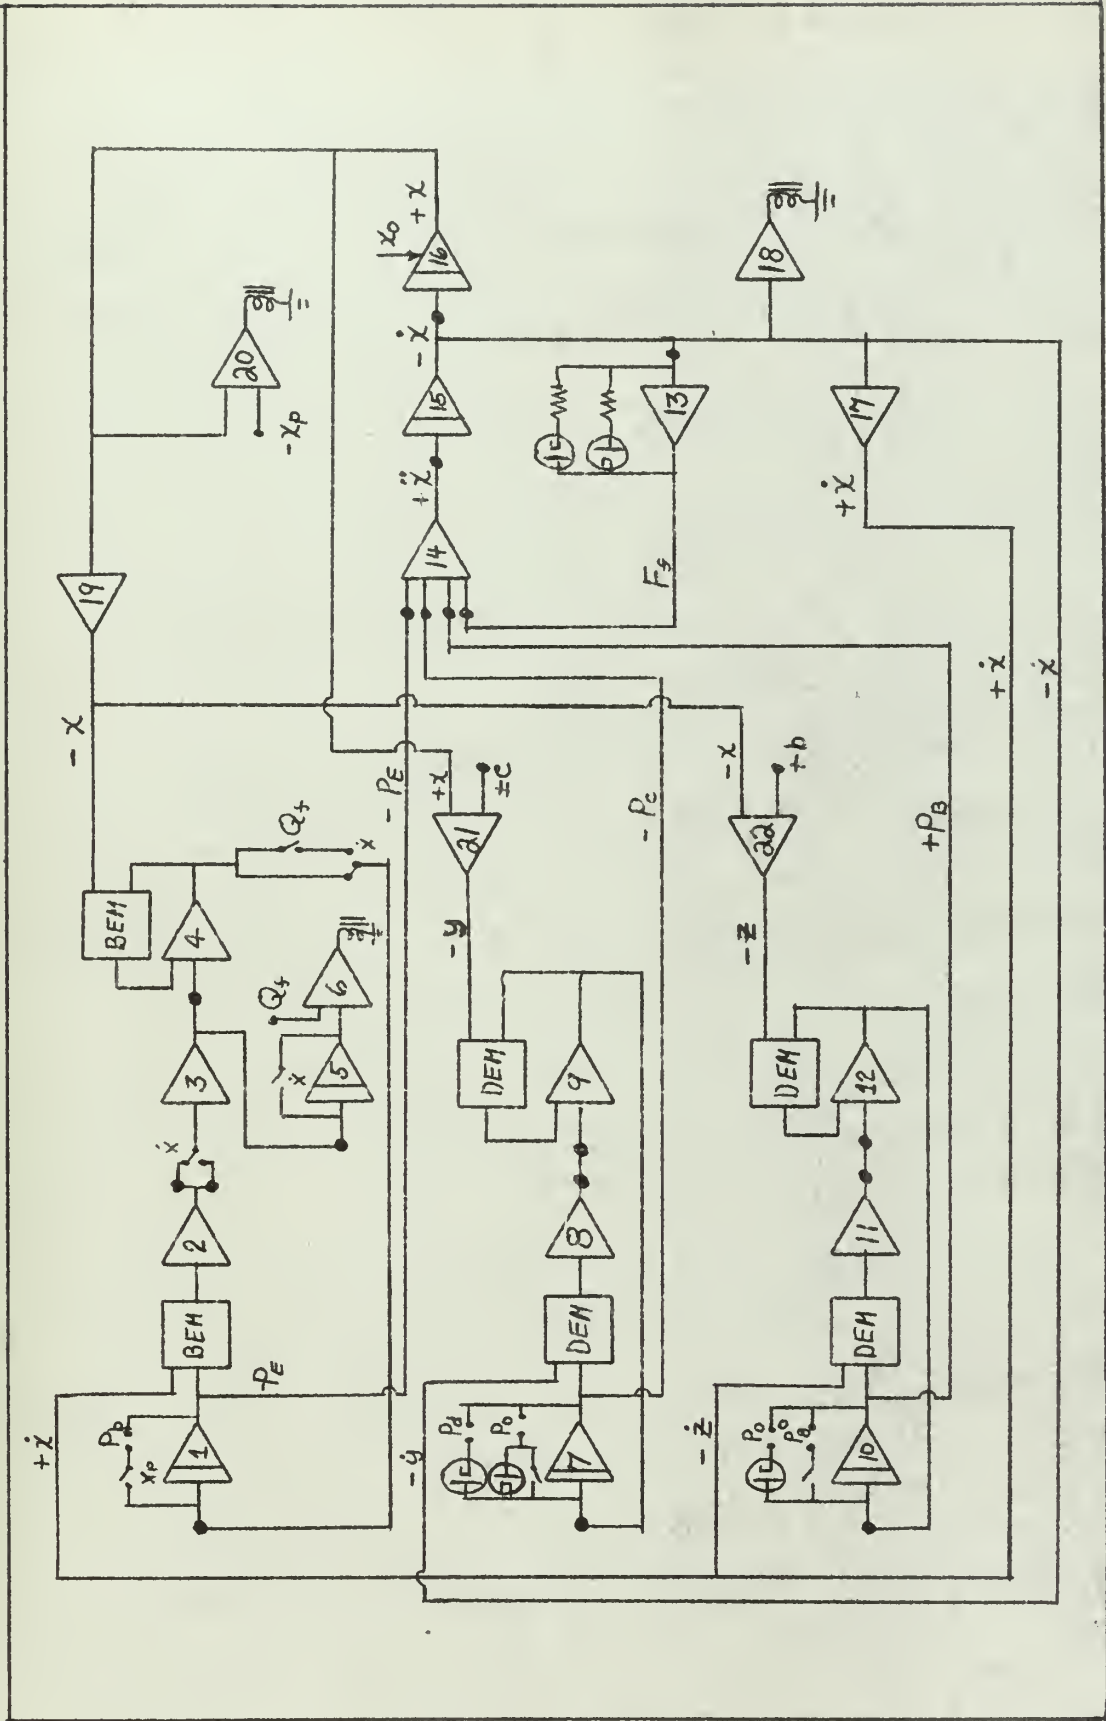 +ẋ
P_b
X_p
1
-P_E
BEM
2
ẋ
3
BEM
4
Q_f
ẋ
Q_f
ẋ
5
6
- x
19
20
-x_p
- P_E
+x
±c
21
-y
DEM
9
8
DEM
-ẏ
P_d
P_o
7
- P_c
14
+ẍ
15
-ẋ
x_o
16
+ x
13
F_f
18
17
+ẋ
-x
+b
22
-z
DEM
12
11
DEM
-ż
P_o
10
+P_B
+ẋ
-ẋ